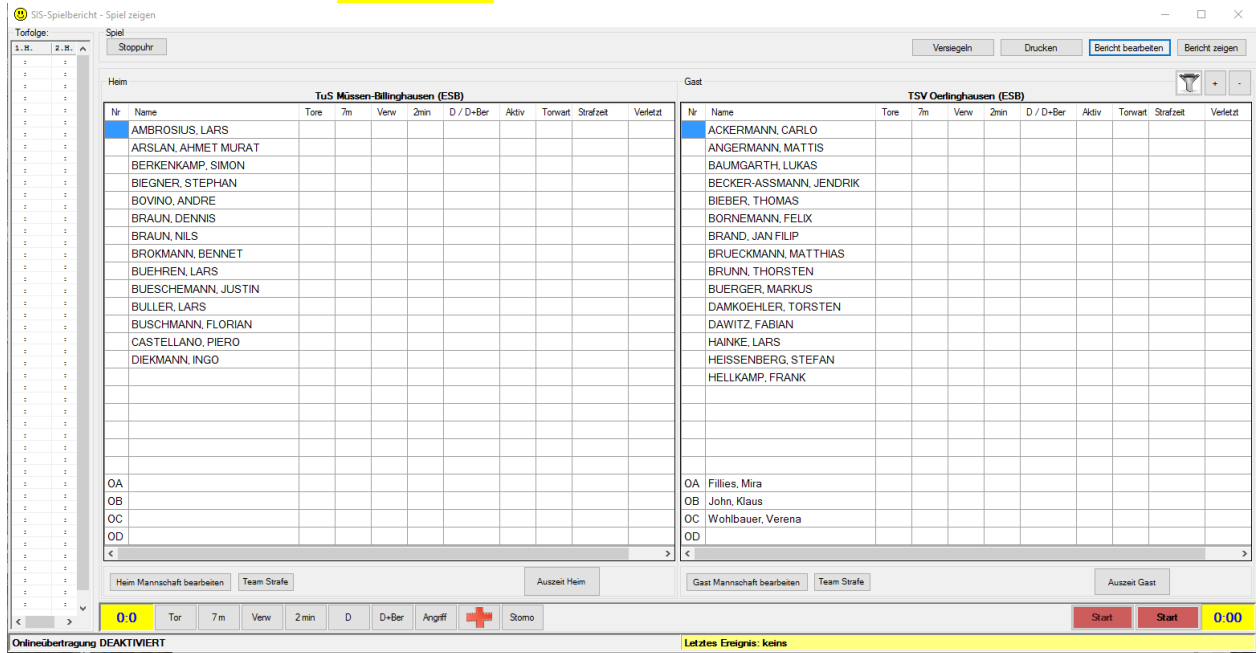 SIS-Spielbericht - Spiel zeigen
Torfolge:
1.H. 2.H.
Spiel
Stoppuhr
Versiegeln Drucken Bericht bearbeiten Bericht zeigen
+ -
Heim
TuS Müssen-Billinghausen (ESB)
Nr Name Tore 7m Verw 2min D / D+Ber Aktiv Torwart Strafzeit Verletzt
AMBROSIUS, LARS
ARSLAN, AHMET MURAT
BERKENKAMP, SIMON
BIEGNER, STEPHAN
BOVINO, ANDRE
BRAUN, DENNIS
BRAUN, NILS
BROKMANN, BENNET
BUEHREN, LARS
BUESCHEMANN, JUSTIN
BULLER, LARS
BUSCHMANN, FLORIAN
CASTELLANO, PIERO
DIEKMANN, INGO
OA
OB
OC
OD
Heim Mannschaft bearbeiten Team Strafe Auszeit Heim
Gast
TSV Oerlinghausen (ESB)
Nr Name Tore 7m Verw 2min D / D+Ber Aktiv Torwart Strafzeit Verletzt
ACKERMANN, CARLO
ANGERMANN, MATTIS
BAUMGARTH, LUKAS
BECKER-ASSMANN, JENDRIK
BIEBER, THOMAS
BORNEMANN, FELIX
BRAND, JAN FILIP
BRUECKMANN, MATTHIAS
BRUNN, THORSTEN
BUERGER, MARKUS
DAMKOEHLER, TORSTEN
DAWITZ, FABIAN
HAINKE, LARS
HEISSENBERG, STEFAN
HELLKAMP, FRANK
OA Fillies, Mira
OB John, Klaus
OC Wohlbauer, Verena
OD
Gast Mannschaft bearbeiten Team Strafe Auszeit Gast
0:0 Tor 7 m Verw 2 min D D+Ber Angriff Storno Start Start 0:00
Onlineübertragung DEAKTIVIERT
Letztes Ereignis: keins